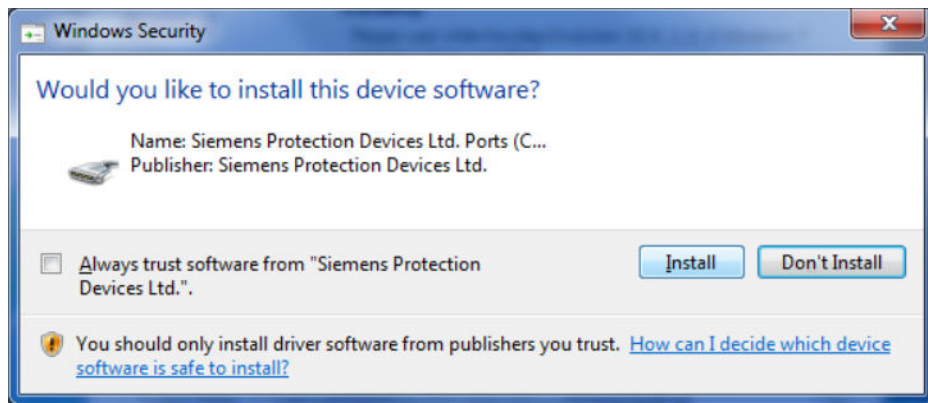 Windows Security
Would you like to install this device software?
Name: Siemens Protection Devices Ltd. Ports (C...
Publisher: Siemens Protection Devices Ltd.
Always trust software from "Siemens Protection
Devices Ltd.".
Install
Don't Install
You should only install driver software from publishers you trust. How can I decide which device
software is safe to install?